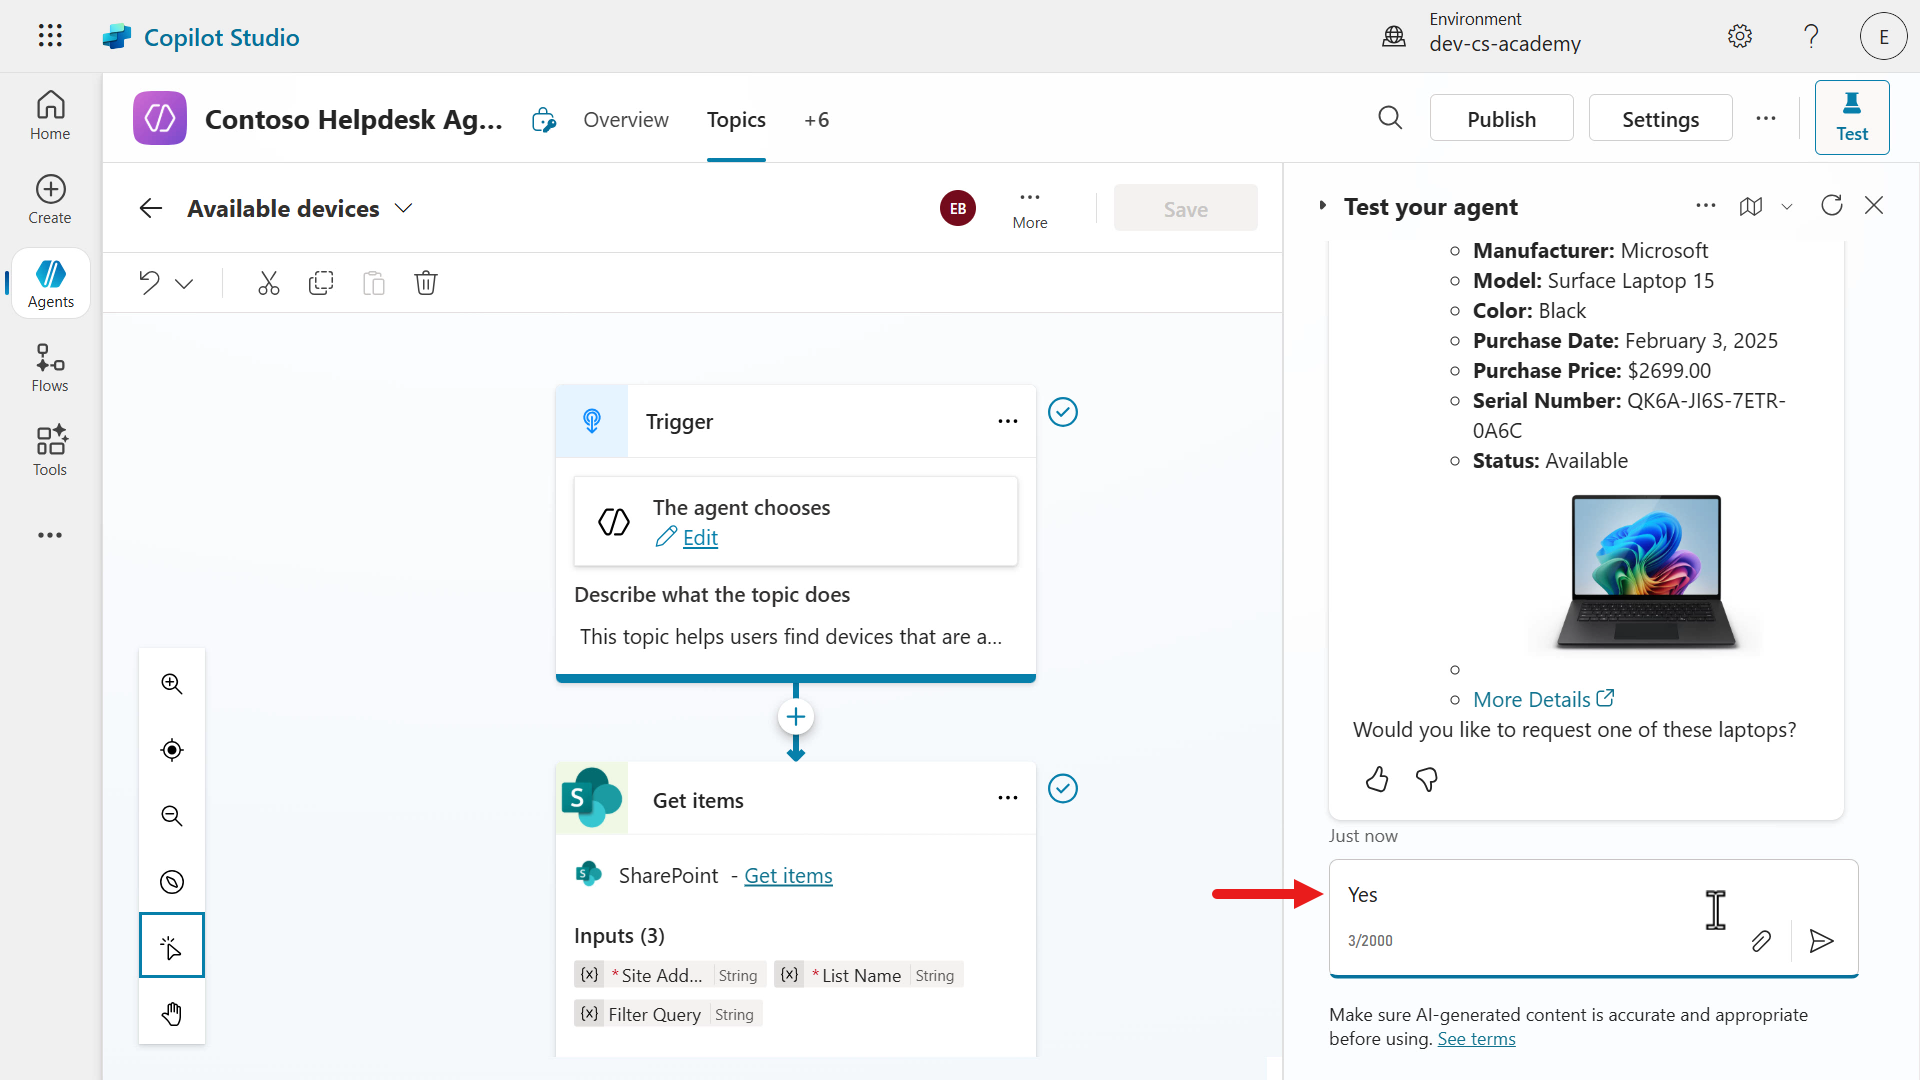 Copilot Studio
Environment
dev-cs-academy
?
E
Home
Create
Agents
Flows
Tools
Contoso Helpdesk Ag...
Overview
Topics
+6
Publish
Settings
Test
Available devices
EB
More
Save
Trigger
The agent chooses
Edit
Describe what the topic does
This topic helps users find devices that are a...
S
Get items
S
SharePoint - Get items
Inputs (3)
{x} *Site Add... String {x} *List Name String
{x} Filter Query String
Test your agent
Manufacturer: Microsoft
Model: Surface Laptop 15
Color: Black
Purchase Date: February 3, 2025
Purchase Price: $2699.00
Serial Number: QK6A-JI6S-7ETR-
0A6C
Status: Available
More Details
Would you like to request one of these laptops?
Just now
Yes
3/2000
Make sure AI-generated content is accurate and appropriate
before using. See terms